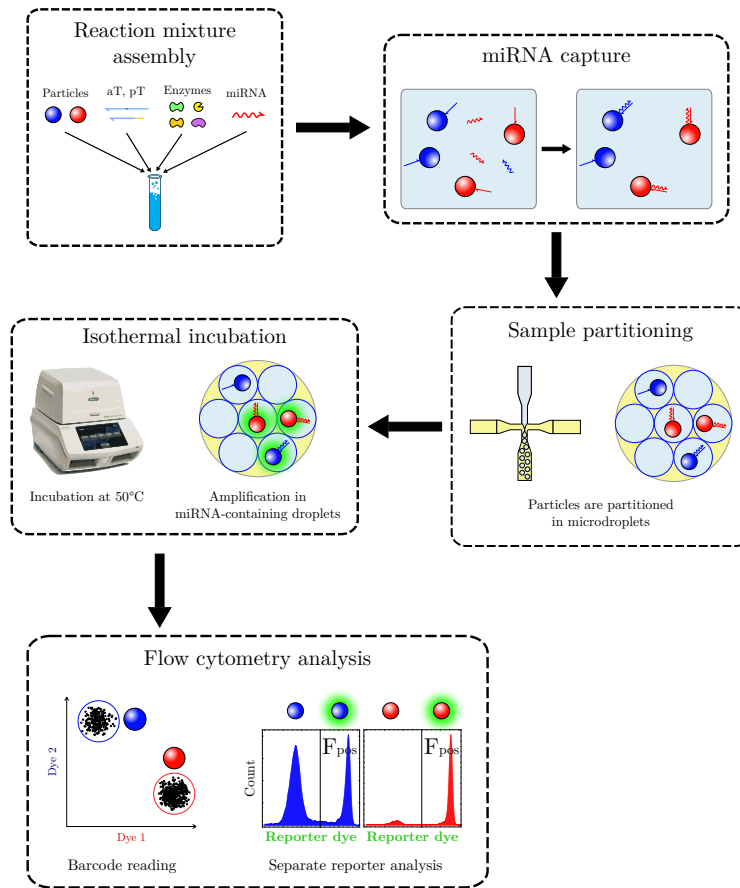 Reaction mixture
assembly
Particles
aT, pT
Enzymes
miRNA
miRNA capture
Sample partitioning
Particles are partitioned
in microdroplets
Isothermal incubation
Incubation at 50°C
Amplification in
miRNA-containing droplets
Flow cytometry analysis
Dye 2
Dye 1
Barcode reading
Count
Fpos
Fpos
Reporter dye
Reporter dye
Separate reporter analysis